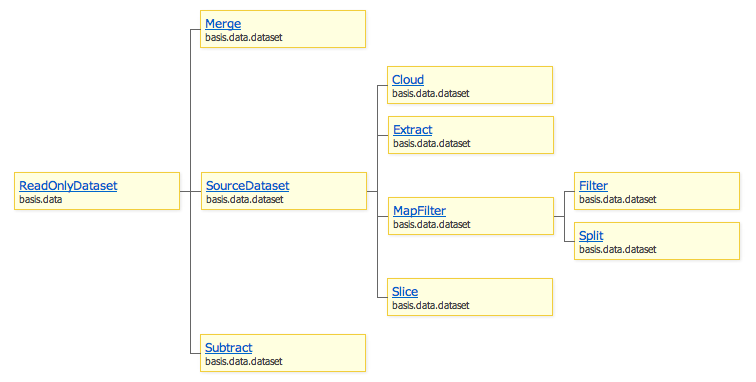 Merge
basis.data.dataset
Cloud
basis.data.dataset
Extract
basis.data.dataset
ReadOnlyDataset
basis.data
SourceDataset
basis.data.dataset
MapFilter
basis.data.dataset
Filter
basis.data.dataset
Split
basis.data.dataset
Slice
basis.data.dataset
Subtract
basis.data.dataset